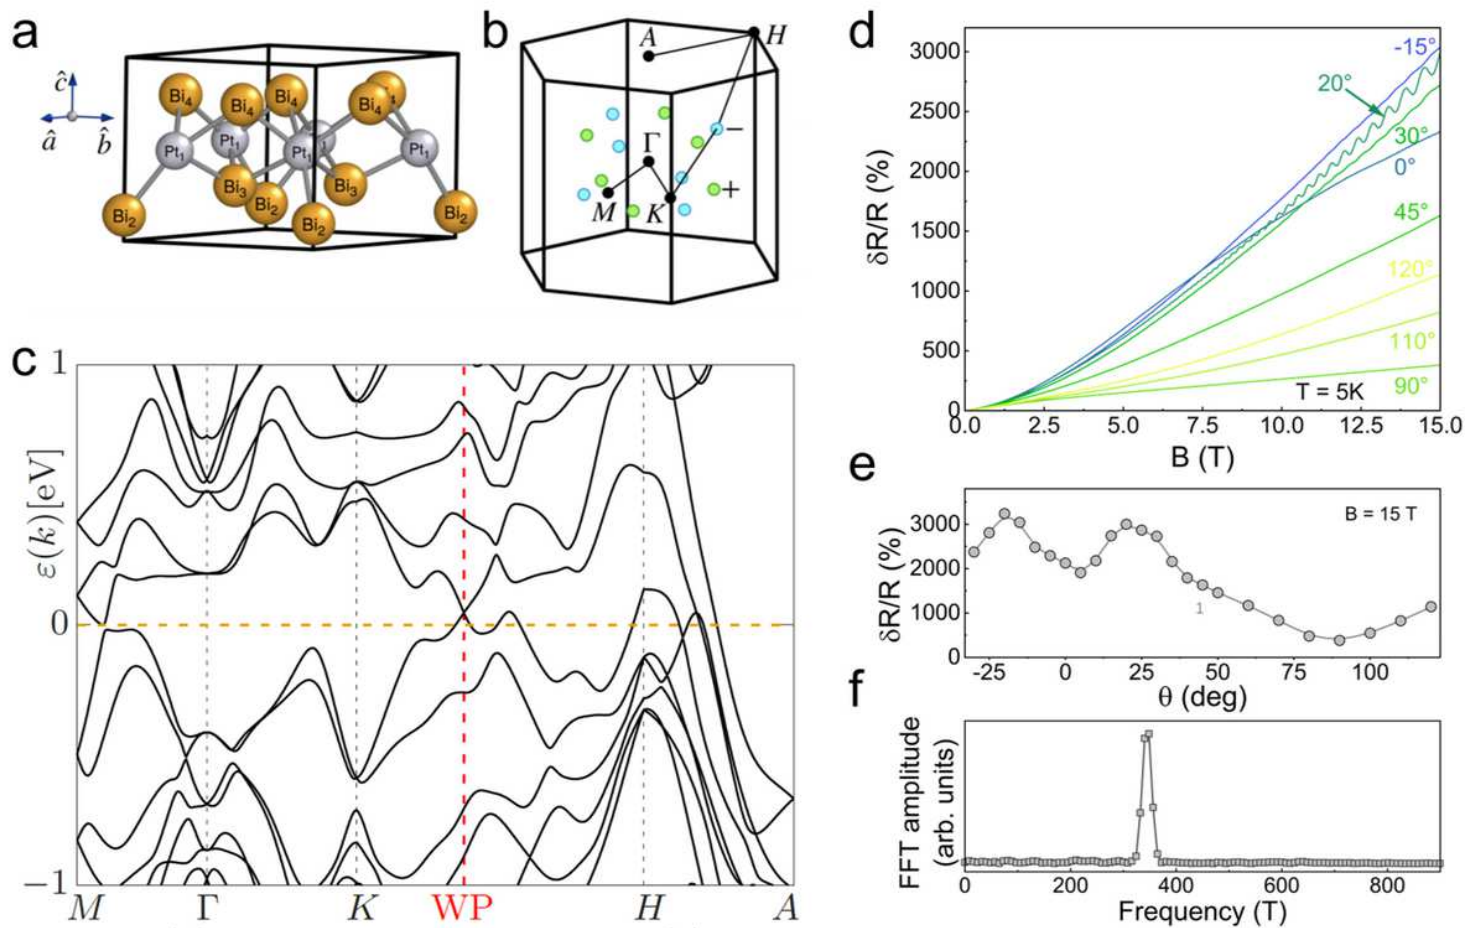 a
ĉ
â
b̂
Bi4
Bi4
Bi4
Bi4
Pt1
Pt1
Pt1
Pt1
Bi3
Bi3
Bi2
Bi2
Bi2
Bi2
b
A
H
Γ
−
+
M
K
c
ε(k)[eV]
1
0
−1
M
Γ
K
WP
H
A
d
δR/R (%)
3000
2500
2000
1500
1000
500
0
-15°
20°
30°
0°
45°
120°
110°
90°
T = 5K
0.0 2.5 5.0 7.5 10.0 12.5 15.0
B (T)
e
δR/R (%)
3000
2000
1000
0
B = 15 T
1
-25 0 25 50 75 100
θ (deg)
f
FFT amplitude
(arb. units)
0 200 400 600 800
Frequency (T)